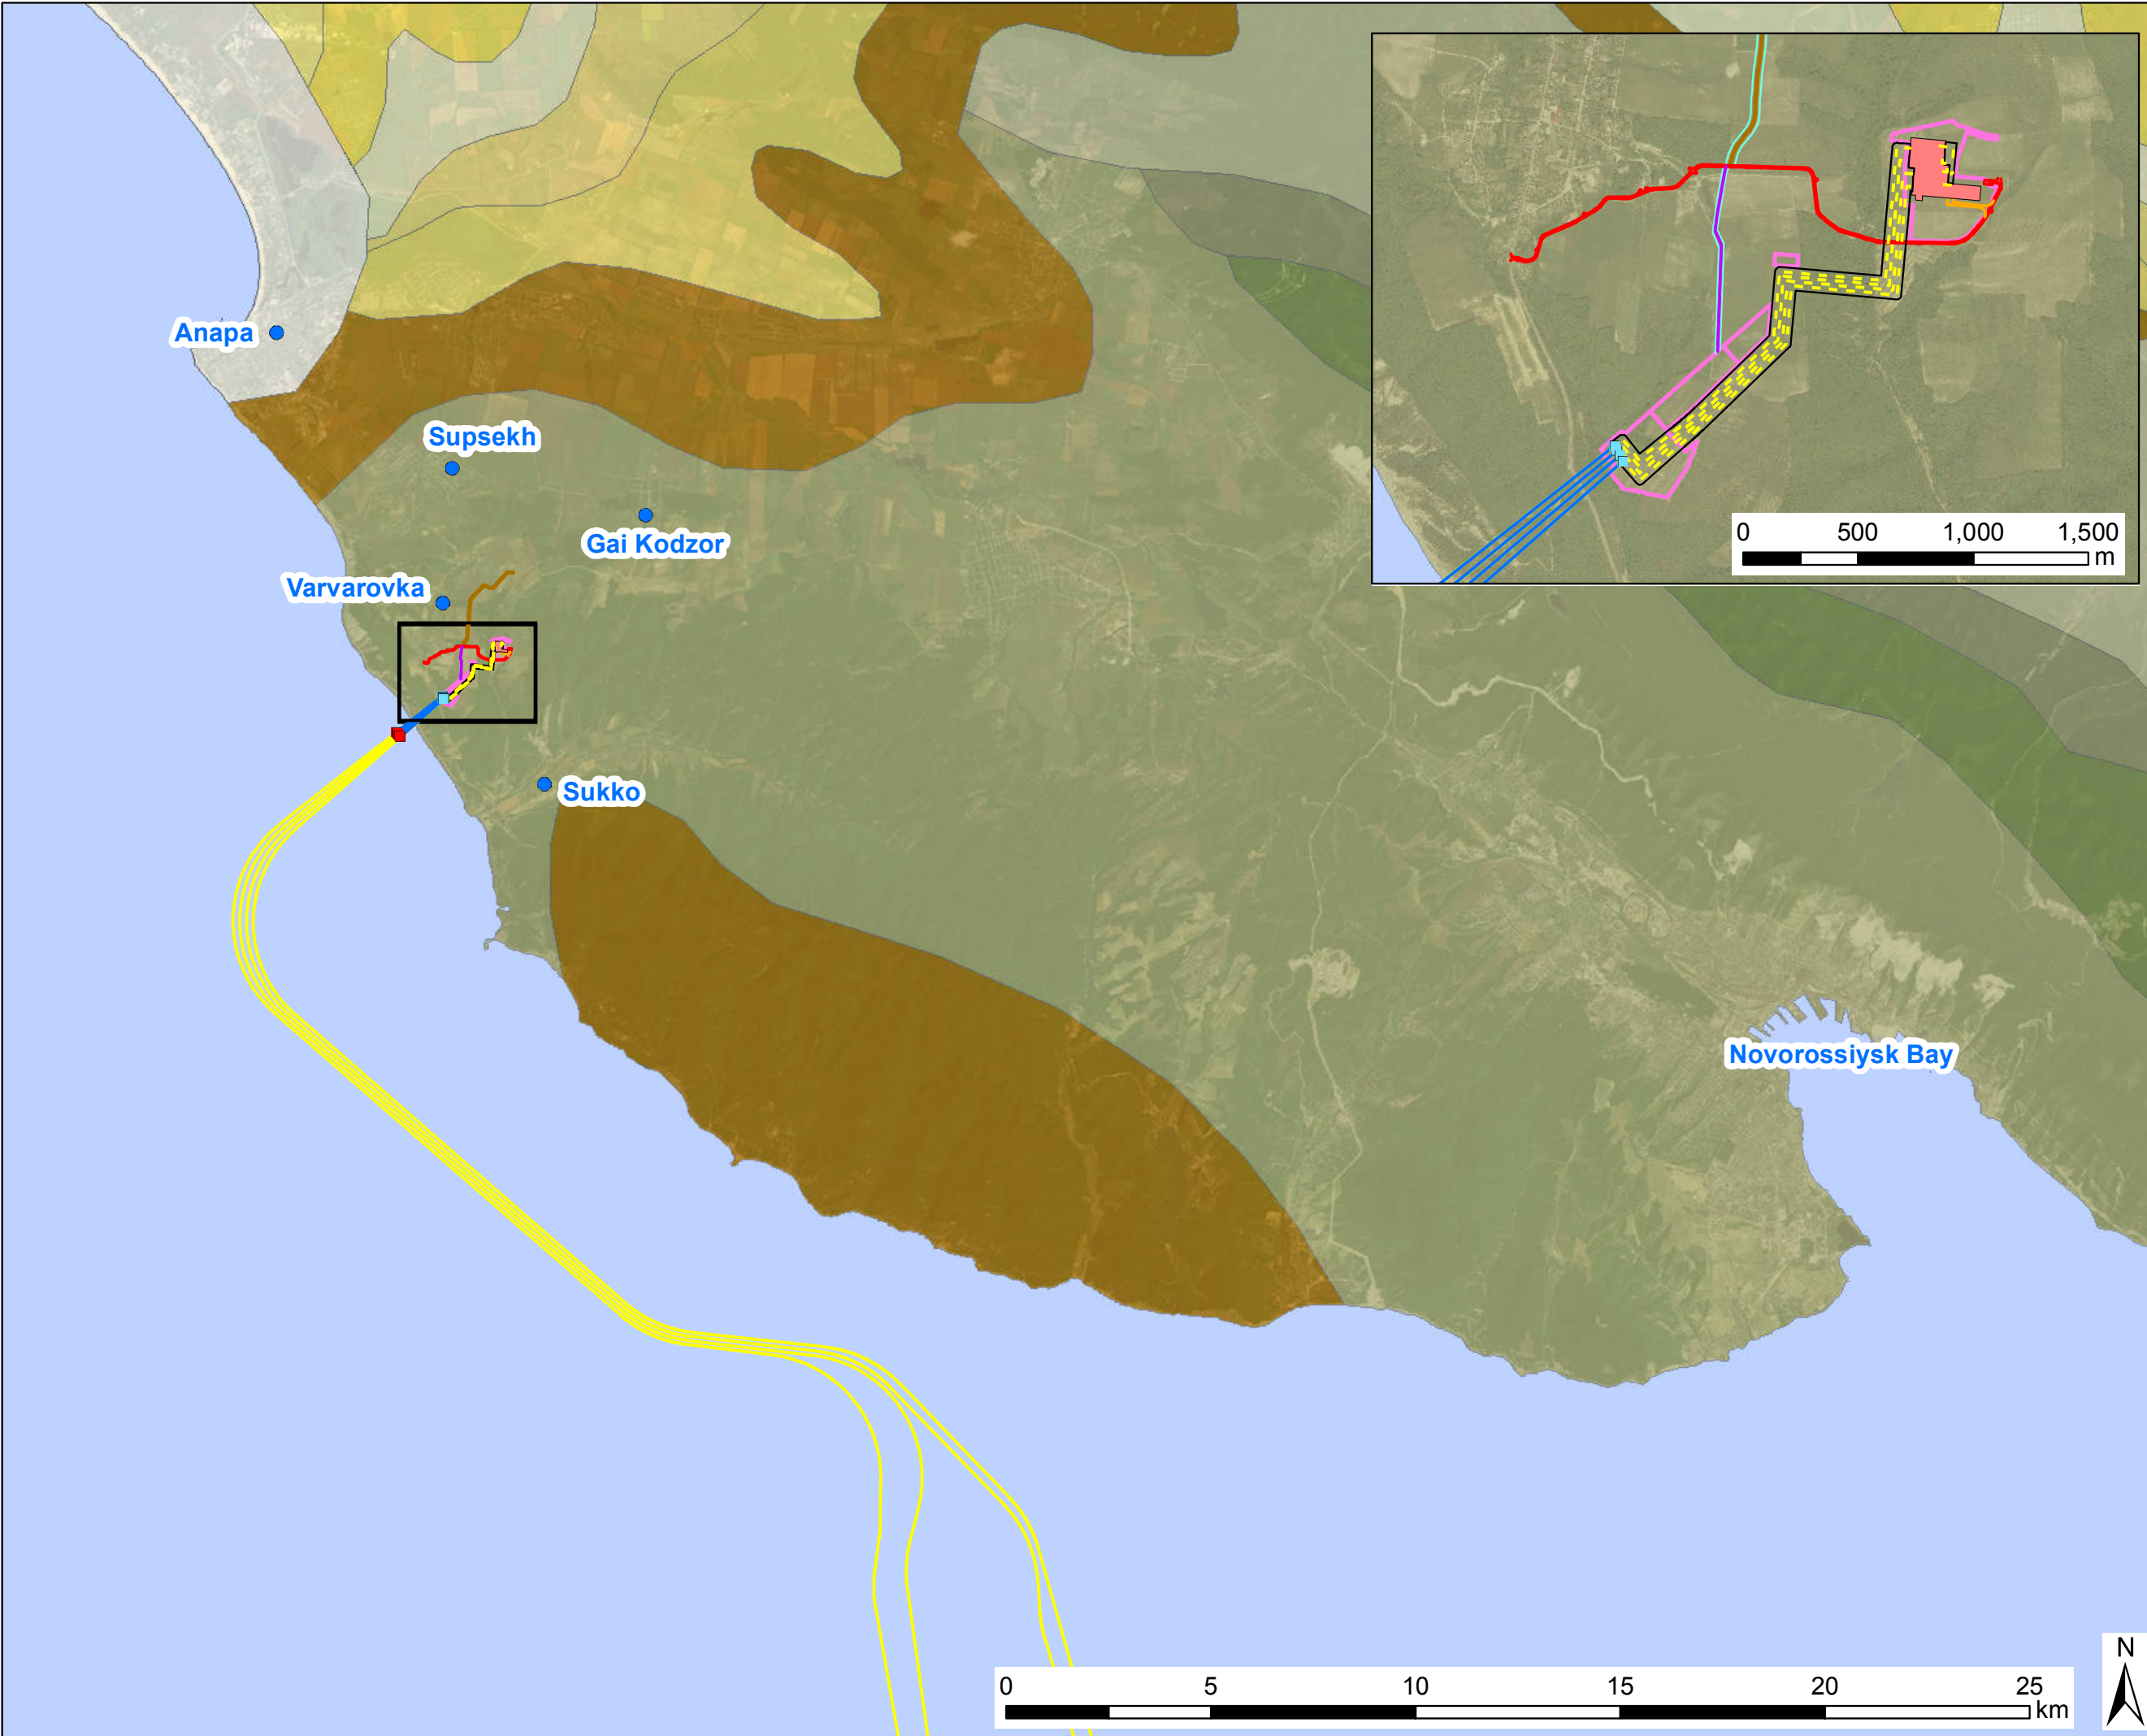 0 500 1,000 1,500
m
Anapa
Supsekh
Gai Kodzor
Varvarovka
Sukko
Novorossiysk Bay
N
0 5 10 15 20 25
km